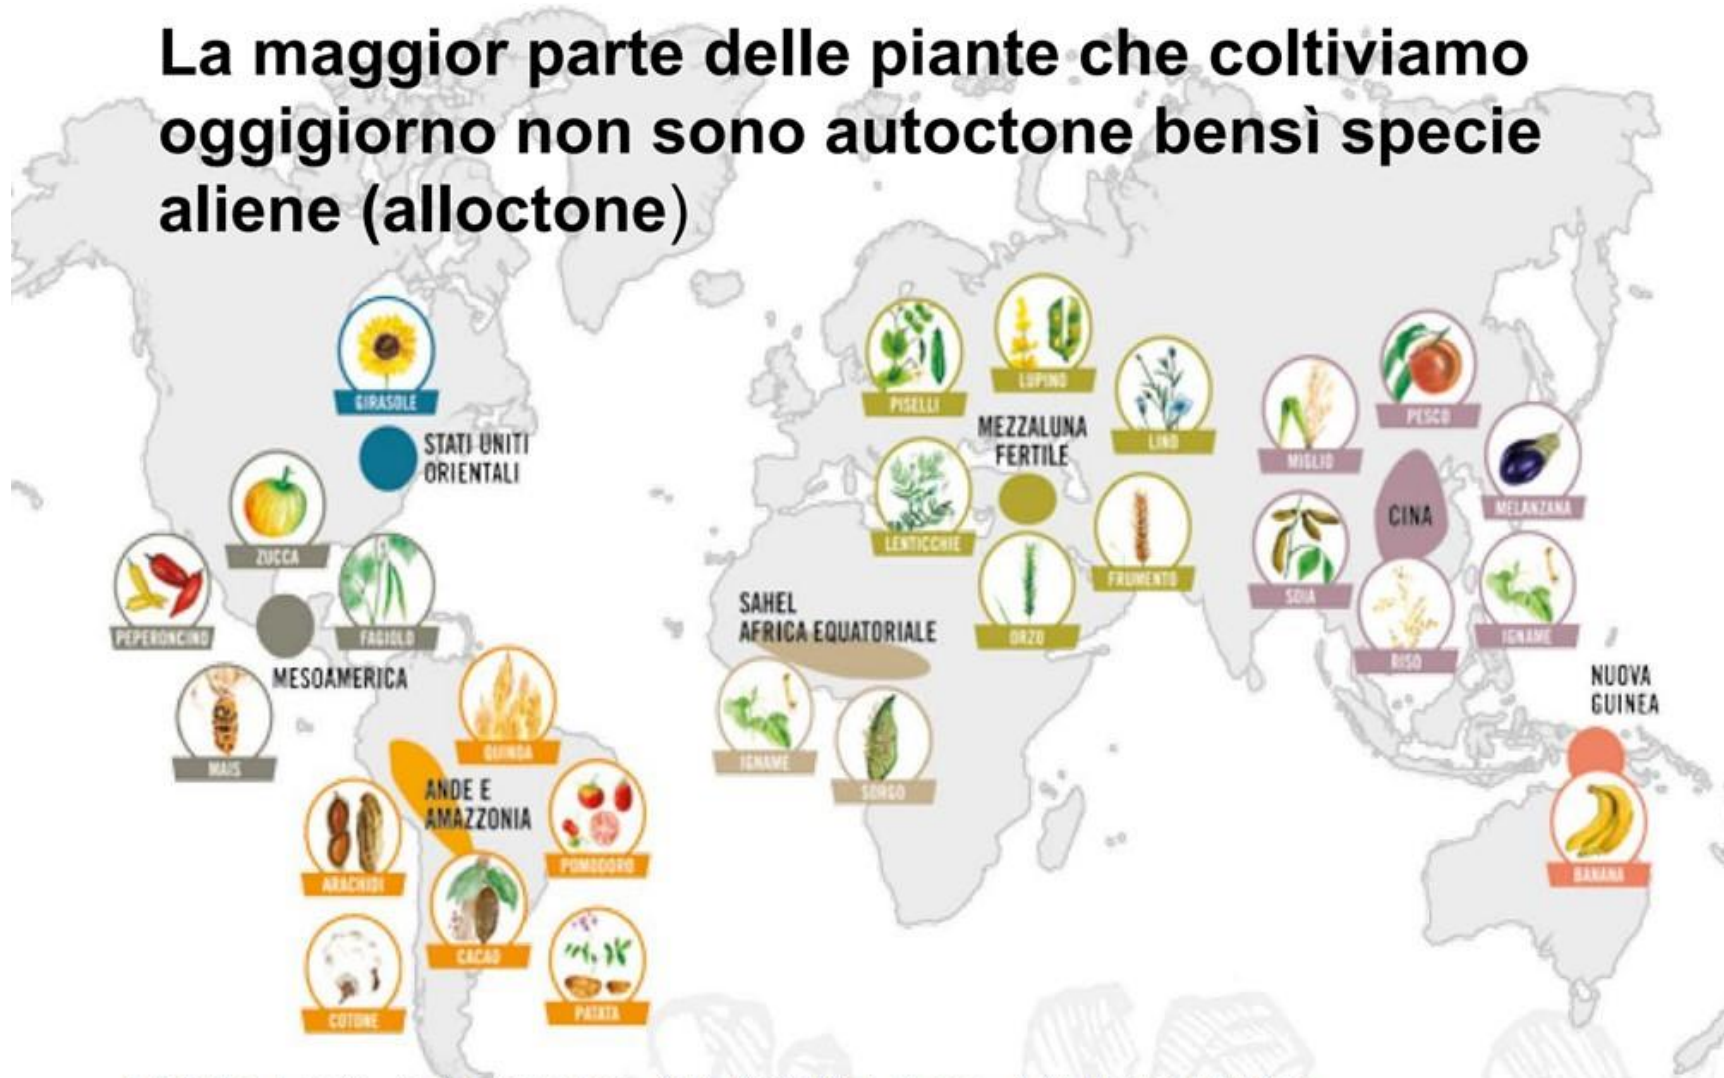 La maggior parte delle piante che coltiviamo
oggigiorno non sono autoctone bensì specie
aliene (alloctone)
GIRASOLE
STATI UNITI
ORIENTALI
ZUCCA
PEPERONCINO
FAGIOLO
MESOAMERICA
MAIS
QUINOA
ANDE E
AMAZZONIA
ARACHIDI
POMODORO
CACAO
COTONE
PATATA
PISELLI
LUPINO
LINO
MEZZALUNA
FERTILE
LENTICCHIE
FRUMENTO
ORZO
SAHEL
AFRICA EQUATORIALE
IGNAME
SORGO
MIGLIO
PESCO
MELANZANA
CINA
SOIA
RISO
IGNAME
NUOVA
GUINEA
BANANA